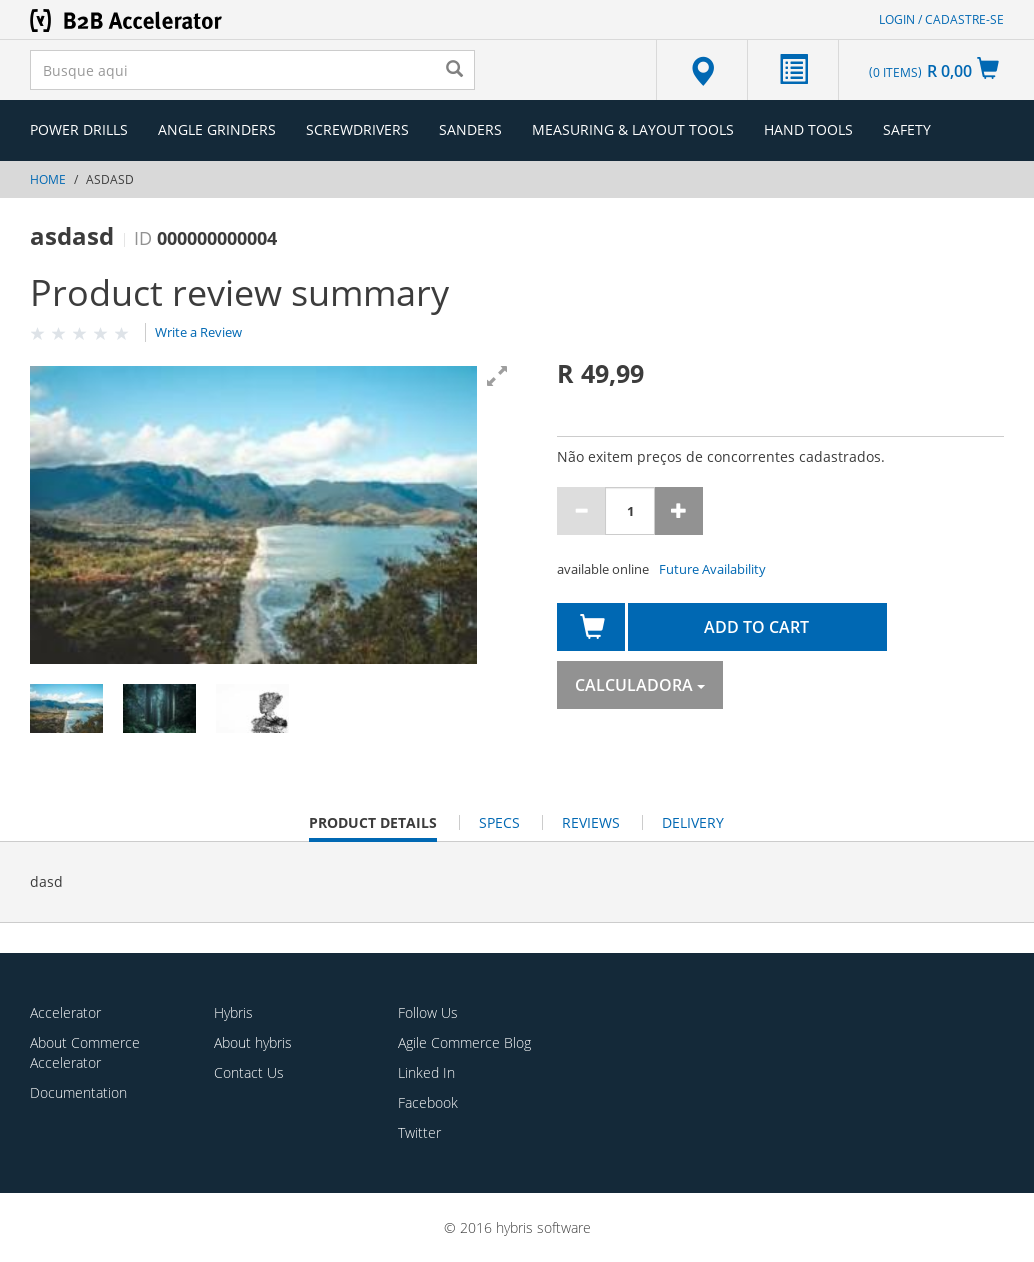 B2B Accelerator
LOGIN / CADASTRE-SE
Busque aqui
(0 ITEMS) R 0,00
POWER DRILLS ANGLE GRINDERS SCREWDRIVERS SANDERS MEASURING & LAYOUT TOOLS HAND TOOLS SAFETY
HOME / ASDASD
asdasd | ID 000000000004
Product review summary
Write a Review
R 49,99
Não exitem preços de concorrentes cadastrados.
1
available online Future Availability
ADD TO CART
CALCULADORA
PRODUCT DETAILS SPECS REVIEWS DELIVERY
dasd
Accelerator
About Commerce
Accelerator
Documentation
Hybris
About hybris
Contact Us
Follow Us
Agile Commerce Blog
Linked In
Facebook
Twitter
© 2016 hybris software